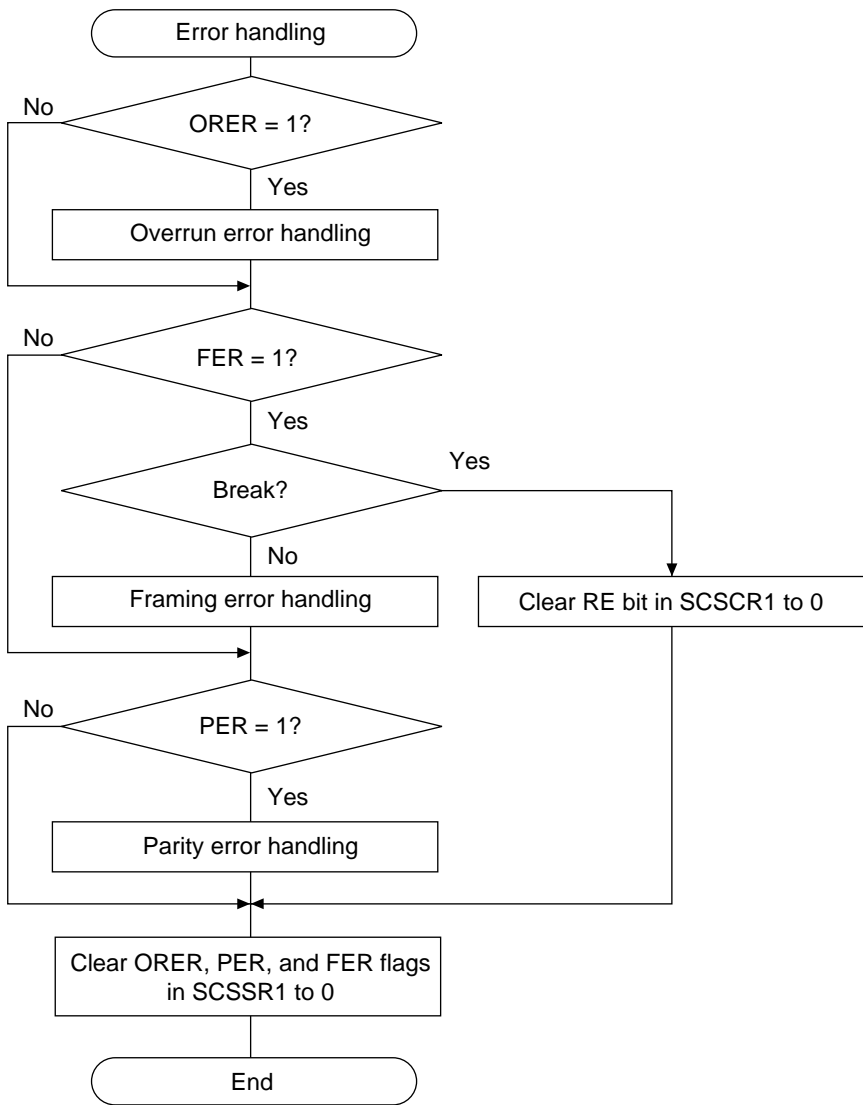 Error handling
No
ORER = 1?
Yes
Overrun error handling
No
FER = 1?
Yes
Yes
Break?
No
Framing error handling
Clear RE bit in SCSCR1 to 0
No
PER = 1?
Yes
Parity error handling
Clear ORER, PER, and FER flags
in SCSSR1 to 0
End